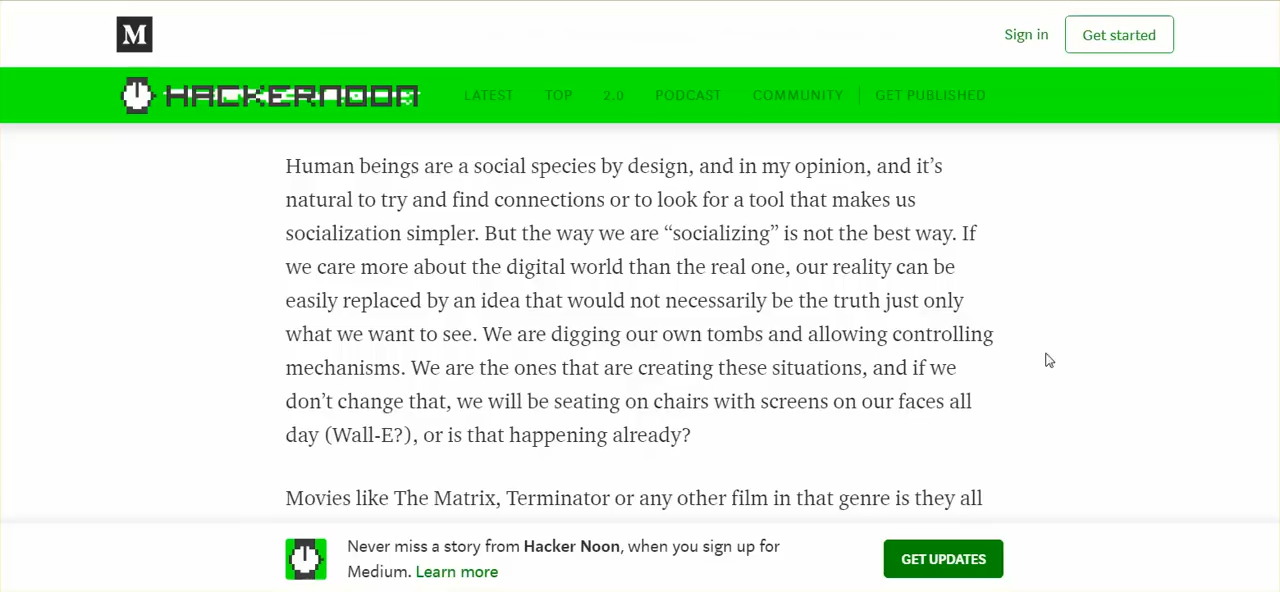 M
Sign in
Get started
HACKERNOON
LATEST
TOP
2.0
PODCAST
COMMUNITY
GET PUBLISHED
Human beings are a social species by design, and in my opinion, and it’s
natural to try and find connections or to look for a tool that makes us
socialization simpler. But the way we are “socializing” is not the best way. If
we care more about the digital world than the real one, our reality can be
easily replaced by an idea that would not necessarily be the truth just only
what we want to see. We are digging our own tombs and allowing controlling
mechanisms. We are the ones that are creating these situations, and if we
don’t change that, we will be seating on chairs with screens on our faces all
day (Wall-E?), or is that happening already?
Movies like The Matrix, Terminator or any other film in that genre is they all
Never miss a story from Hacker Noon, when you sign up for
Medium. Learn more
GET UPDATES